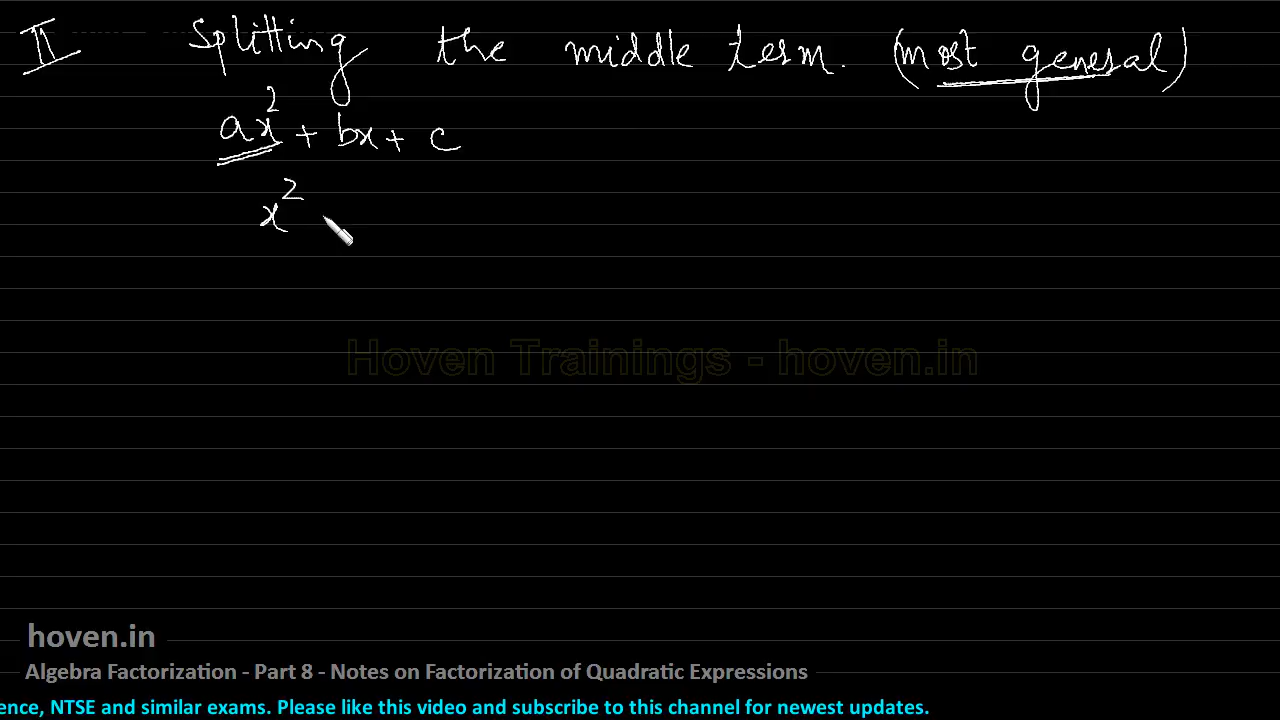 II Splitting the middle term. (most general)
ax² + bx + c
x²
Hoven Trainings - hoven.in
hoven.in
Algebra Factorization - Part 8 - Notes on Factorization of Quadratic Expressions
ence, NTSE and similar exams. Please like this video and subscribe to this channel for newest updates.